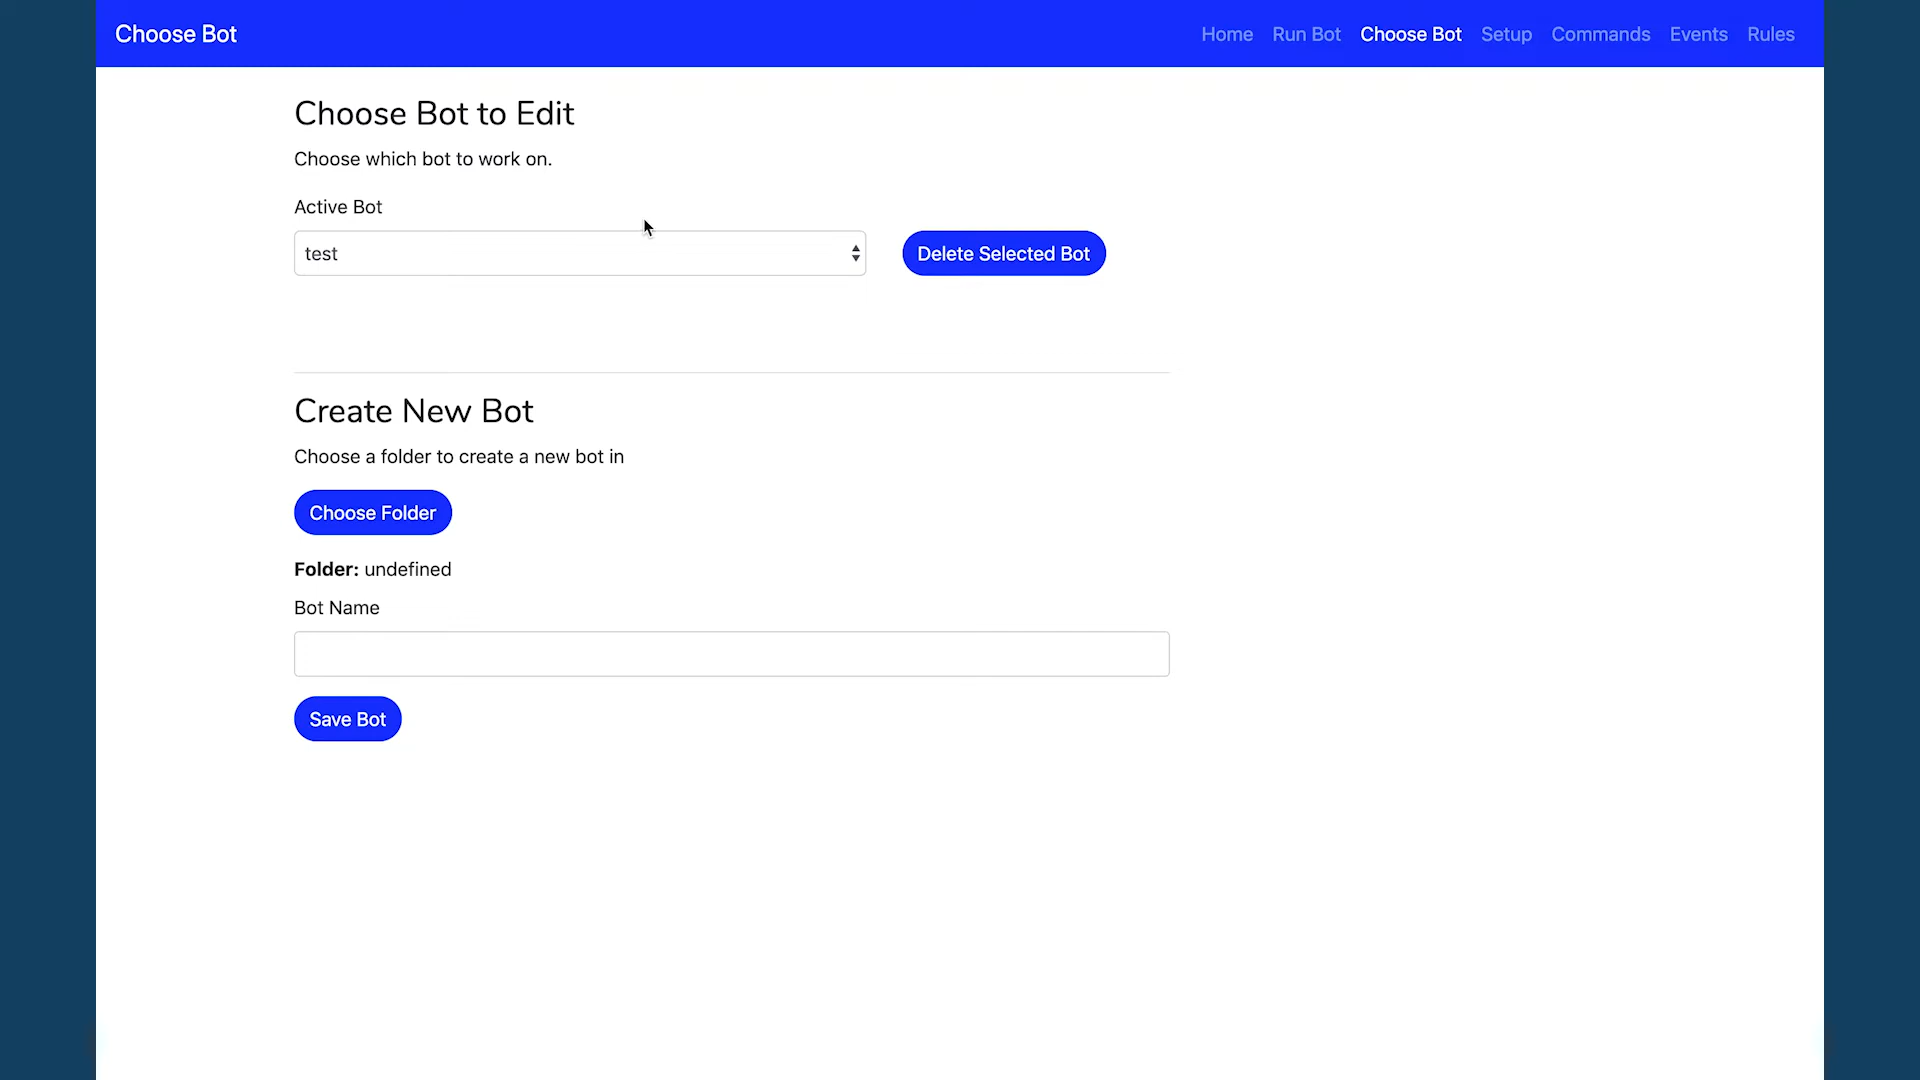 Choose Bot
Home Run Bot Choose Bot Setup Commands Events Rules
Choose Bot to Edit
Choose which bot to work on.
Active Bot
test
Delete Selected Bot
Create New Bot
Choose a folder to create a new bot in
Choose Folder
Folder: undefined
Bot Name
Save Bot